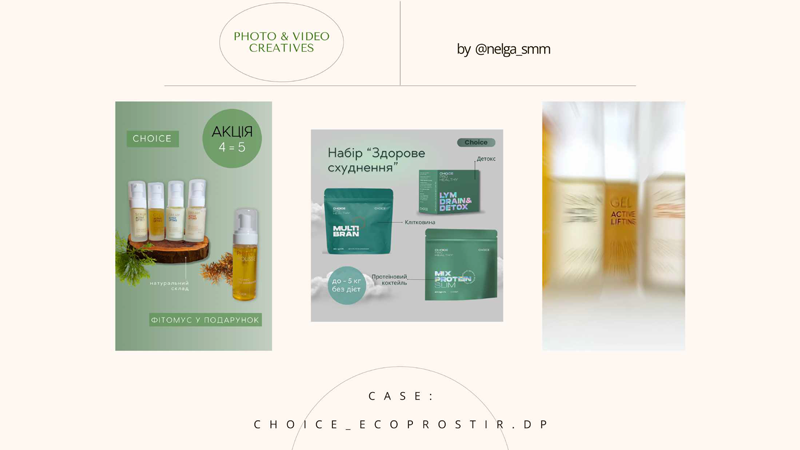 PHOTO & VIDEO
CREATIVES
by @nelga_smm
CHOICE
АКЦІЯ
4 = 5
натуральний
склад
ФІТОМУС У ПОДАРУНОК
Choice
Набір "Здорове
схуднення"
Детокс
LYM
DRAIN&
DETOX
Клітковина
MULTI
BRAN
до - 5 кг
без дієт
Протеїновий
коктейль
MIX
PROTEIN
SLIM
GEL
ACTIVE
LIFTING
CASE:
CHOICE_ECOPROSTIR.DP